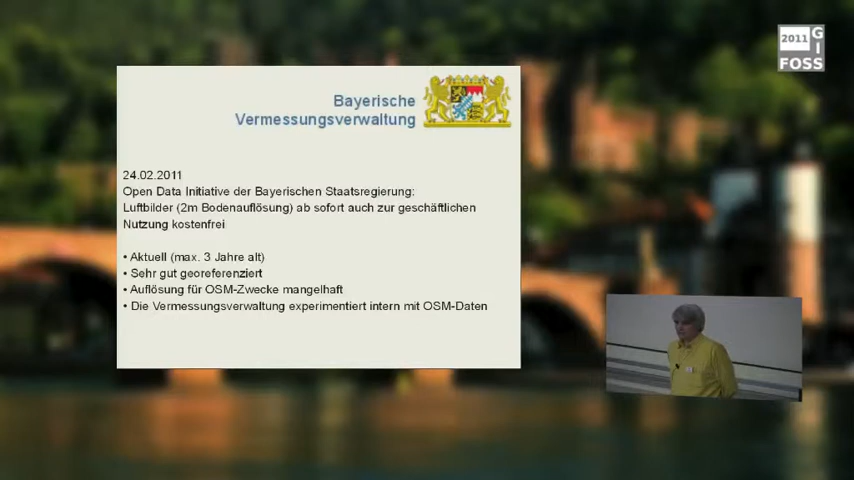 2011
GI
FOSS
Bayerische
Vermessungsverwaltung
24.02.2011
Open Data Initiative der Bayerischen Staatsregierung:
Luftbilder (2m Bodenauflösung) ab sofort auch zur geschäftlichen
Nutzung kostenfrei
• Aktuell (max. 3 Jahre alt)
• Sehr gut georeferenziert
• Auflösung für OSM-Zwecke mangelhaft
• Die Vermessungsverwaltung experimentiert intern mit OSM-Daten